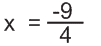 x = -9/4